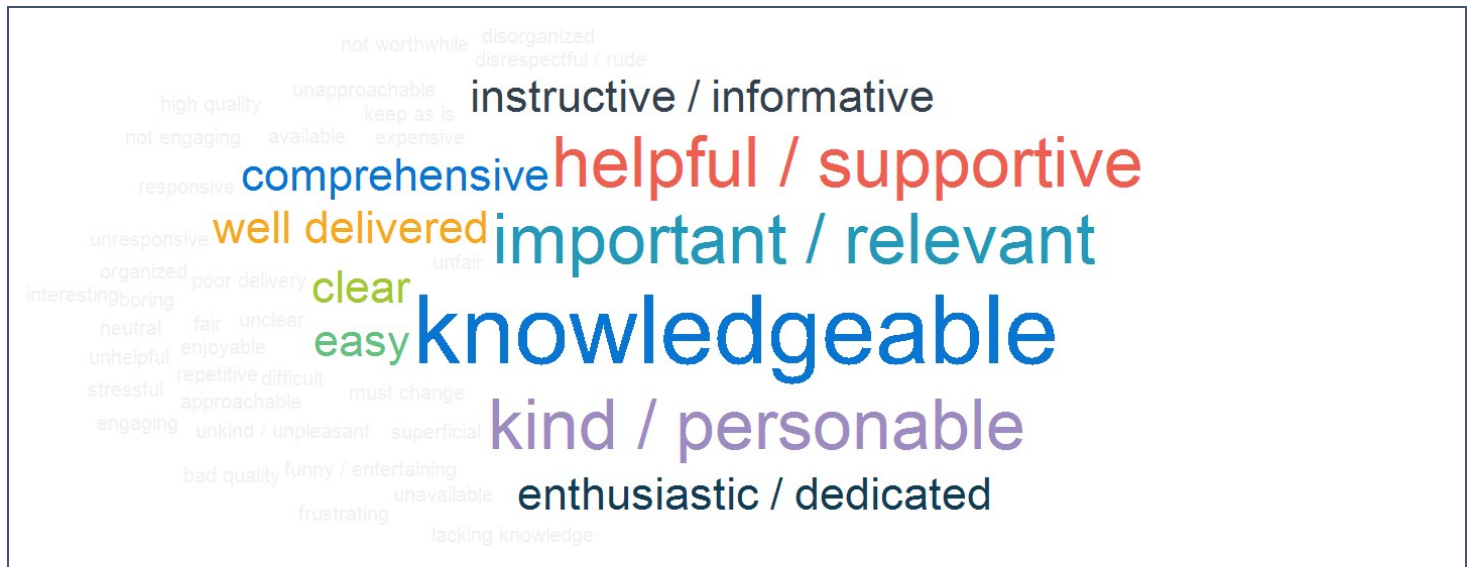 disorganized
not worthwhile
disrespectful / rude
unapproachable
instructive / informative
high quality
keep as is
not engaging
available
expensive
helpful / supportive
comprehensive
responsive
well delivered
important / relevant
unresponsive
unfair
organized
poor delivery
clear
interesting
boring
neutral
fair
unclear
easy
knowledgeable
unhelpful
enjoyable
repetitive
difficult
stressful
must change
approachable
engaging
unkind / unpleasant
superficial
kind / personable
bad quality
funny / entertaining
unavailable
enthusiastic / dedicated
frustrating
lacking knowledge